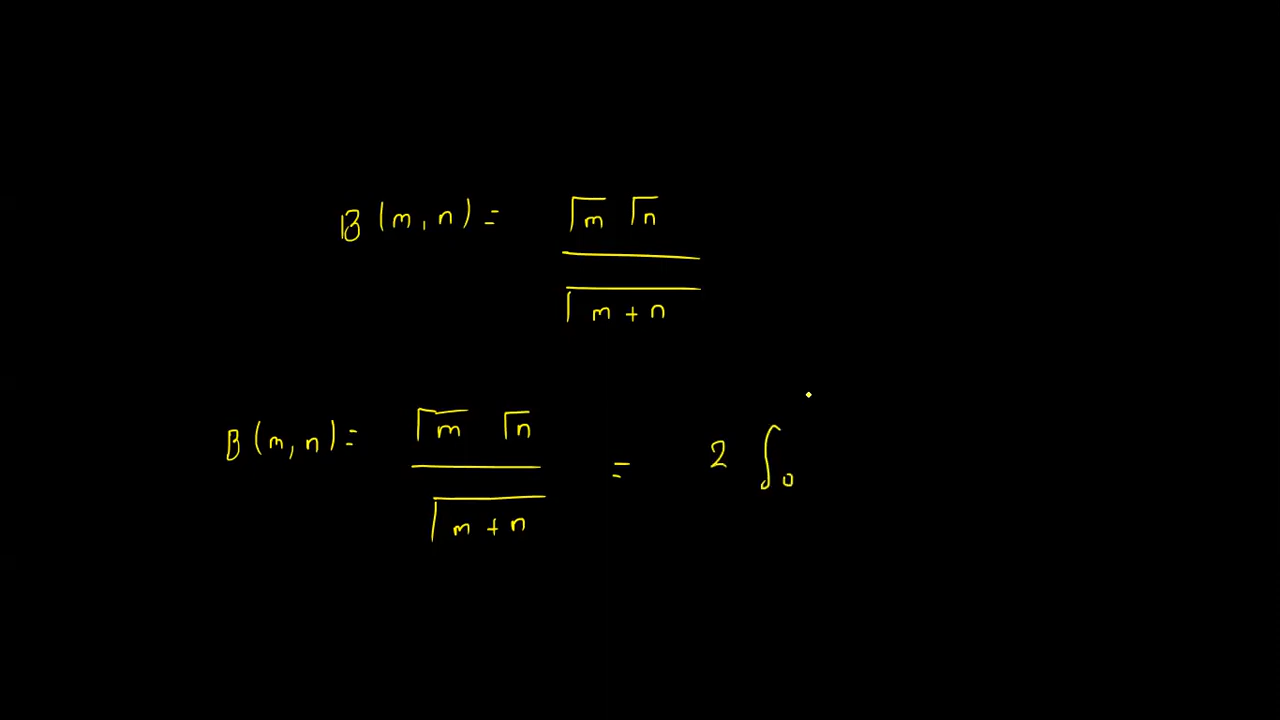 B(m, n) = Γm Γn / Γm + n
B(m, n) = Γm Γn / Γm + n = 2 ∫0